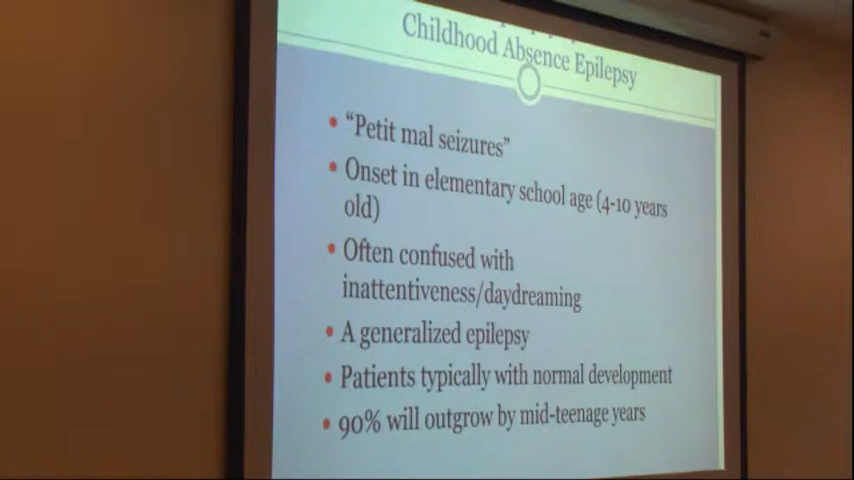 Childhood Absence Epilepsy
• "Petit mal seizures"
• Onset in elementary school age (4-10 years
old)
• Often confused with
inattentiveness/daydreaming
• A generalized epilepsy
• Patients typically with normal development
• 90% will outgrow by mid-teenage years